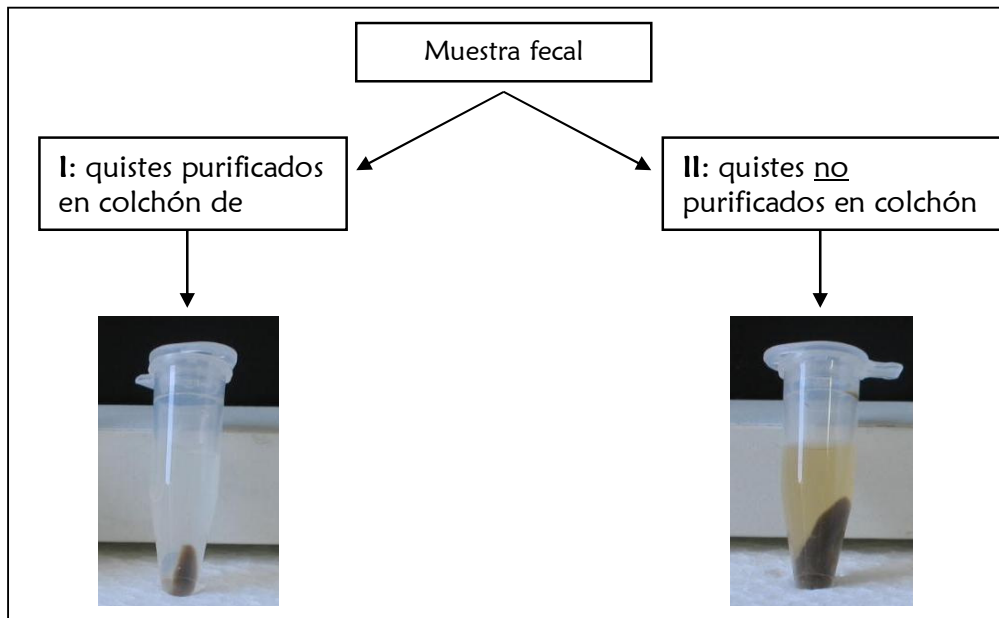 Muestra fecal
I: quistes purificados
en colchón de
II: quistes no
purificados en colchón